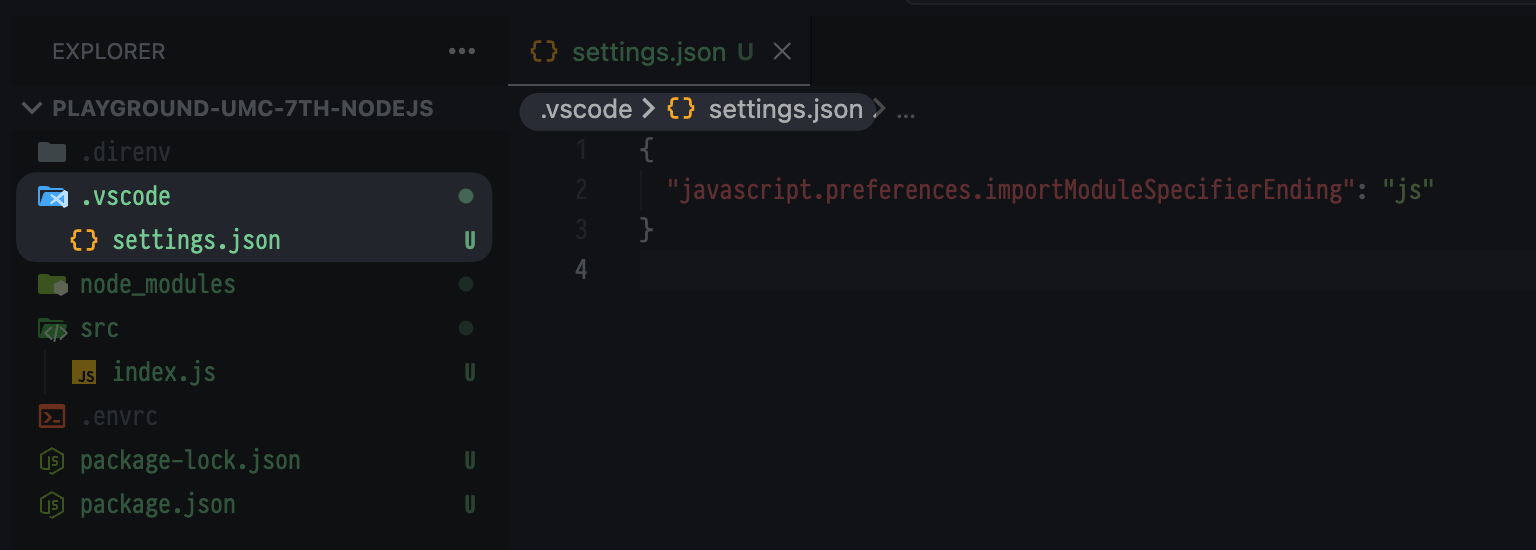 EXPLORER
PLAYGROUND-UMC-7TH-NODEJS
.direnv
.vscode
settings.json U
node_modules
src
JS index.js U
.envrc
package-lock.json U
package.json U
{} settings.json U
.vscode > {} settings.json > ...
1 {
2 "javascript.preferences.importModuleSpecifierEnding": "js"
3 }
4